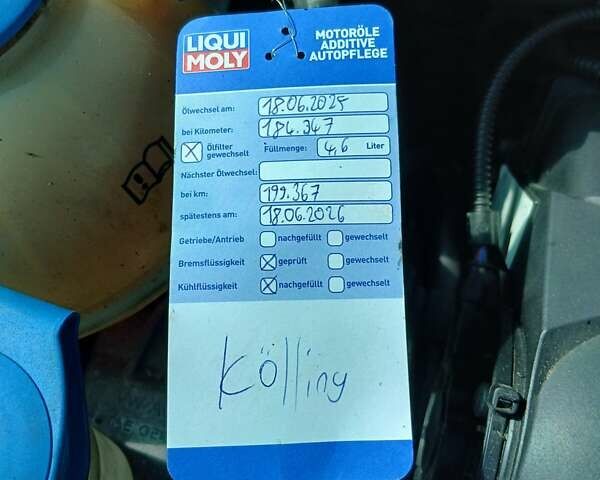 LIQUI
MOLY
MOTORÖLE
ADDITIVE
AUTOPFLEGE
Ölwechsel am: 18.06.2025
bei Kilometer: 184.347
Ölfilter
gewechselt Füllmenge: 4,6 Liter
Nächster Ölwechsel:
bei km: 199.367
spätestens am: 18.06.2026
Getriebe/Antrieb nachgefüllt gewechselt
Bremsflüssigkeit geprüft gewechselt
Kühlflüssigkeit nachgefüllt gewechselt
Kölling